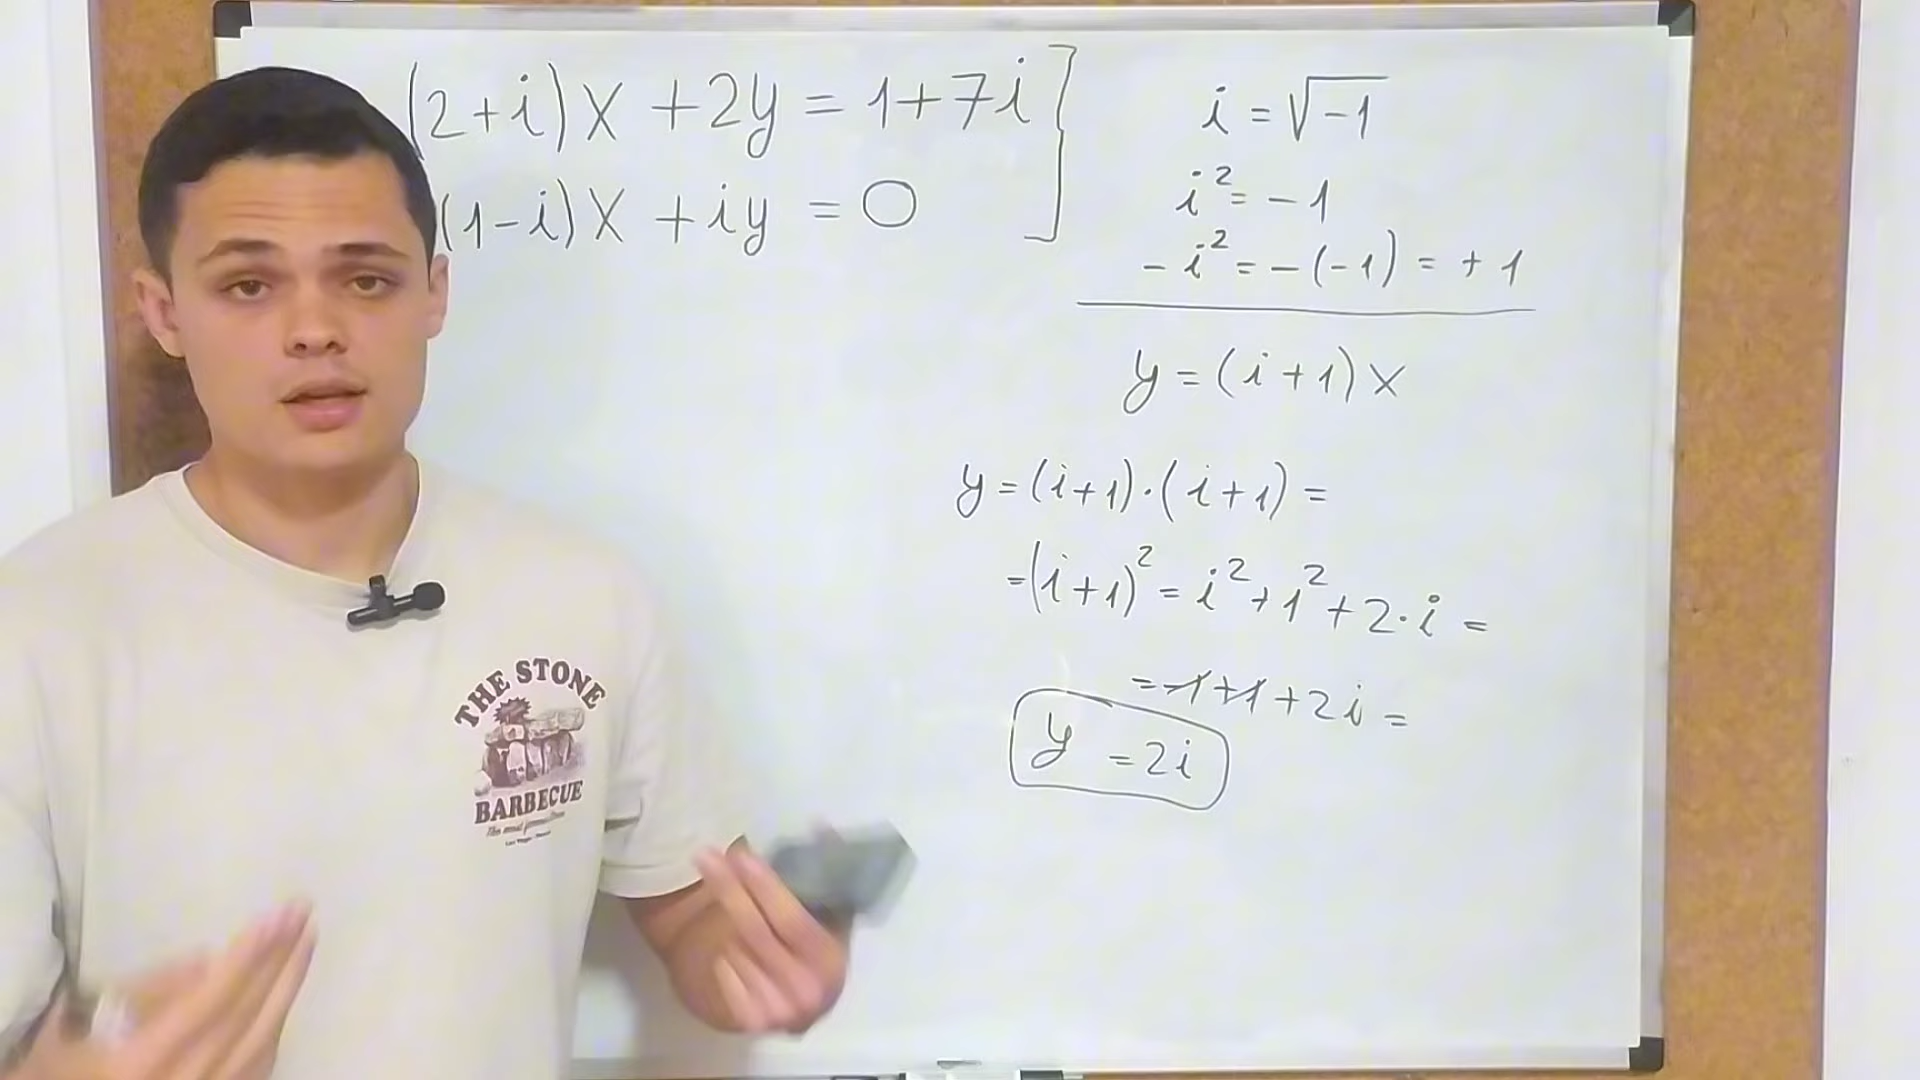 (2+i)x + 2y = 1+7i
(1-i)x + iy = 0
i = √-1
i² = -1
-i² = -(-1) = +1
y = (i+1)x
y = (i+1)·(i+1) =
= (i+1)² = i² + 1² + 2·i =
= -1+1+2i =
y = 2i
THE STONE
BARBECUE